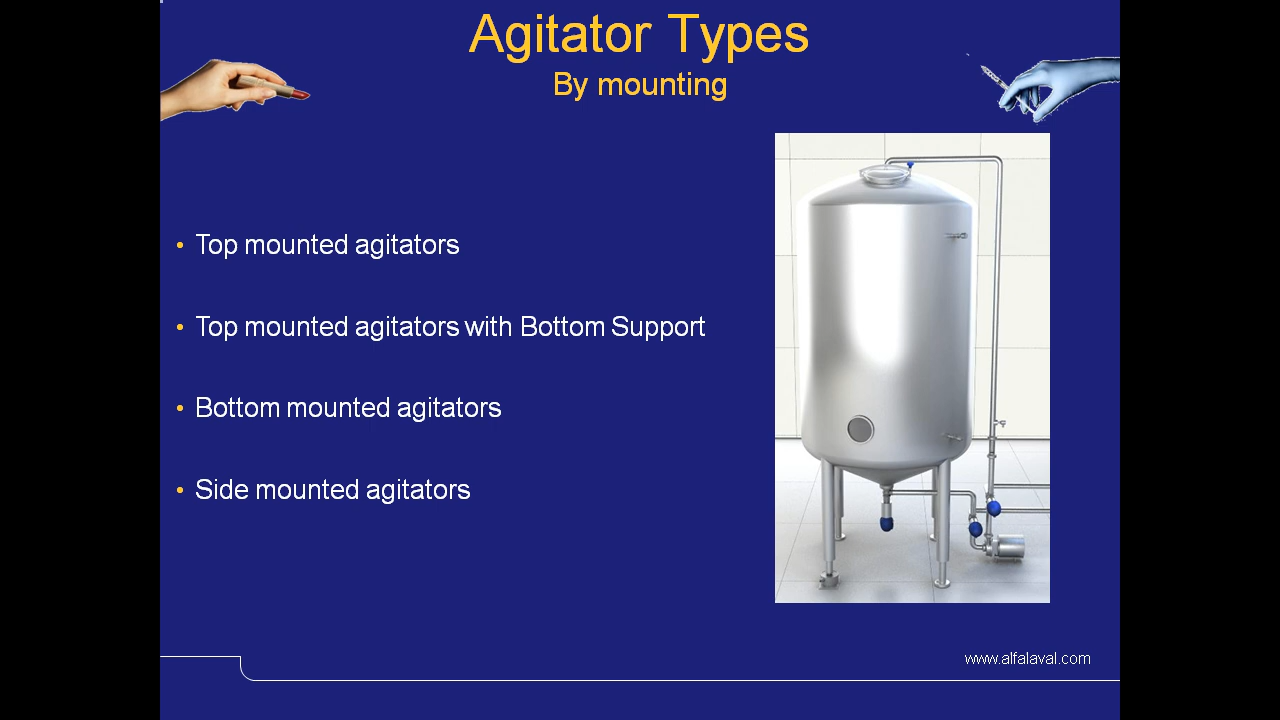 Agitator Types
By mounting
• Top mounted agitators
• Top mounted agitators with Bottom Support
• Bottom mounted agitators
• Side mounted agitators
www.alfalaval.com